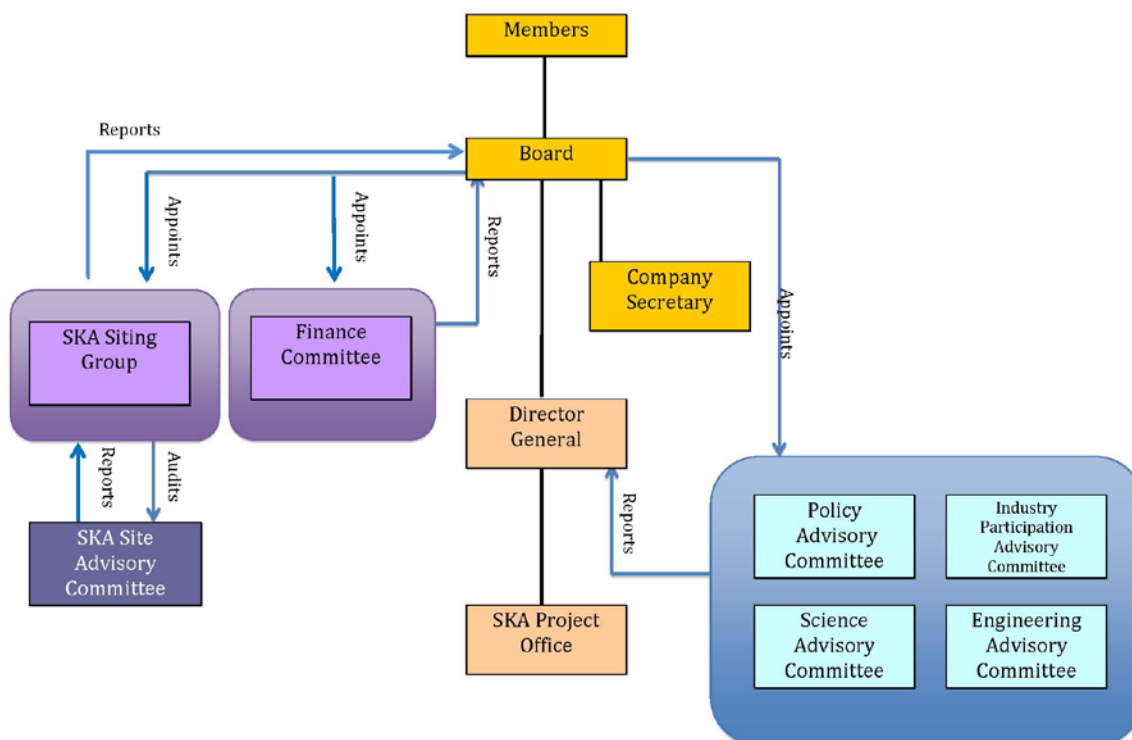 Members
Reports
Board
Appoints
Appoints
Reports
Appoints
Company
Secretary
SKA Siting
Group
Finance
Committee
Director
General
Reports
Audits
Reports
SKA Site
Advisory
Committee
SKA Project
Office
Policy
Advisory
Committee
Industry
Participation
Advisory
Committee
Science
Advisory
Committee
Engineering
Advisory
Committee